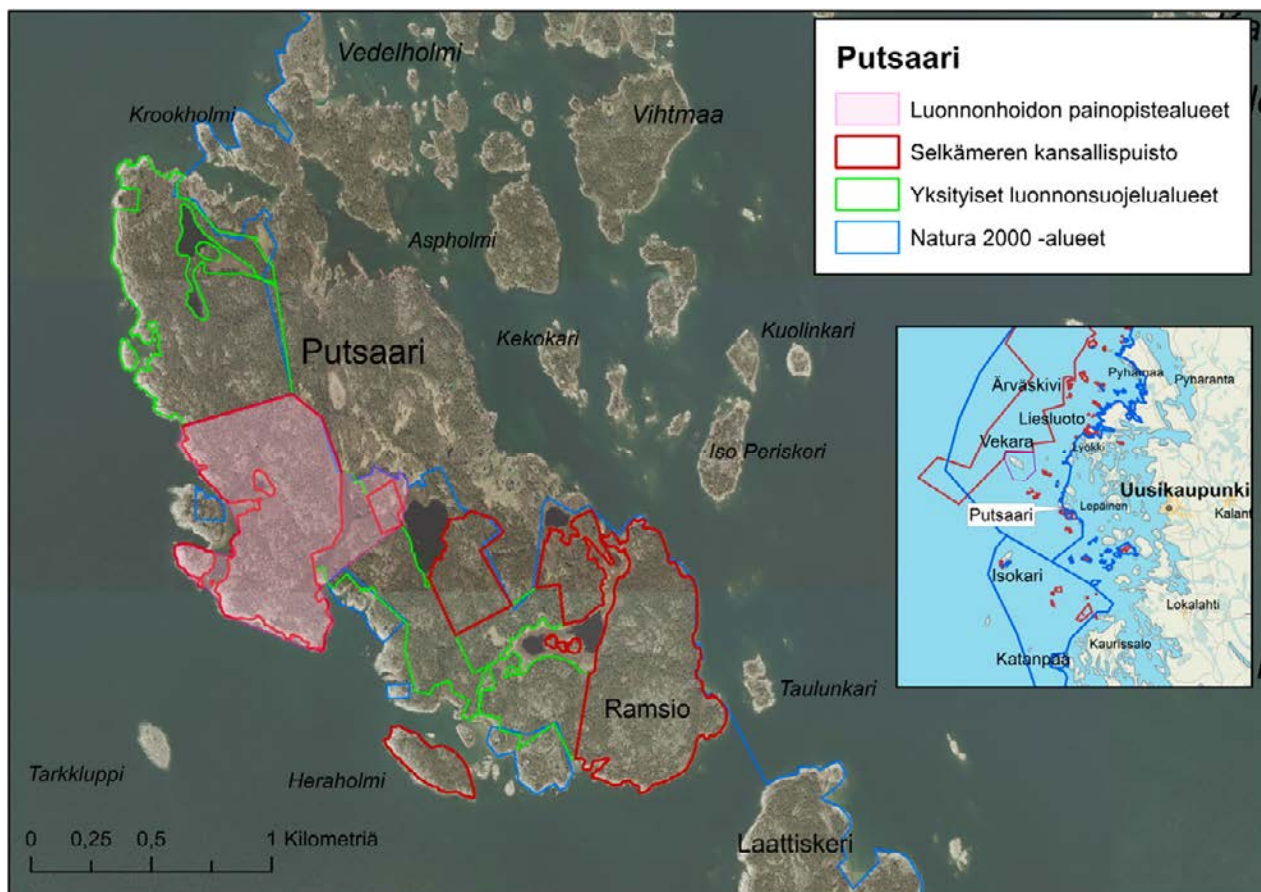 Vedelholmi
Krookholmi
Vihtmaa
Aspholmi
Putsaari
Kekokari
Kuolinkari
Iso Periskeri
Ramsio
Taulunkari
Tarkkluppi
Heraholmi
Laattiskeri
0 0,25 0,5 1 Kilometriä
Putsaari
Luonnonhoidon painopistealueet
Selkämeren kansallispuisto
Yksityiset luonnonsuojelualueet
Natura 2000 -alueet
Ärväskivi
Pyhämaa
Pyhäranta
Liesluoto
Vekara
Lyökki
Uusikaupunki
Putsaari
Lepäinen
Kalant
Isokari
Lokalahti
Kaurissalo
Katanpää